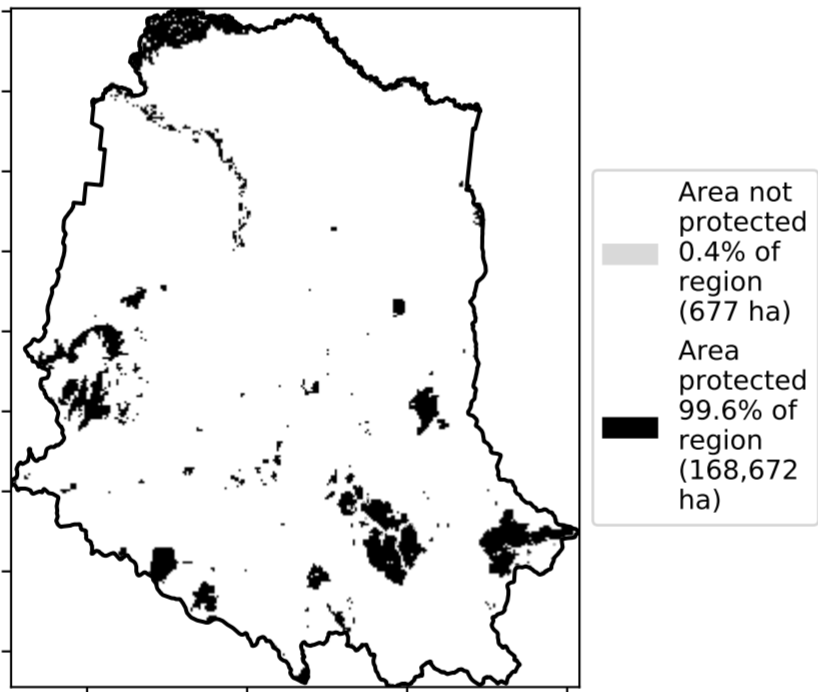 Area not
protected
0.4% of
region
(677 ha)
Area
protected
99.6% of
region
(168,672
ha)